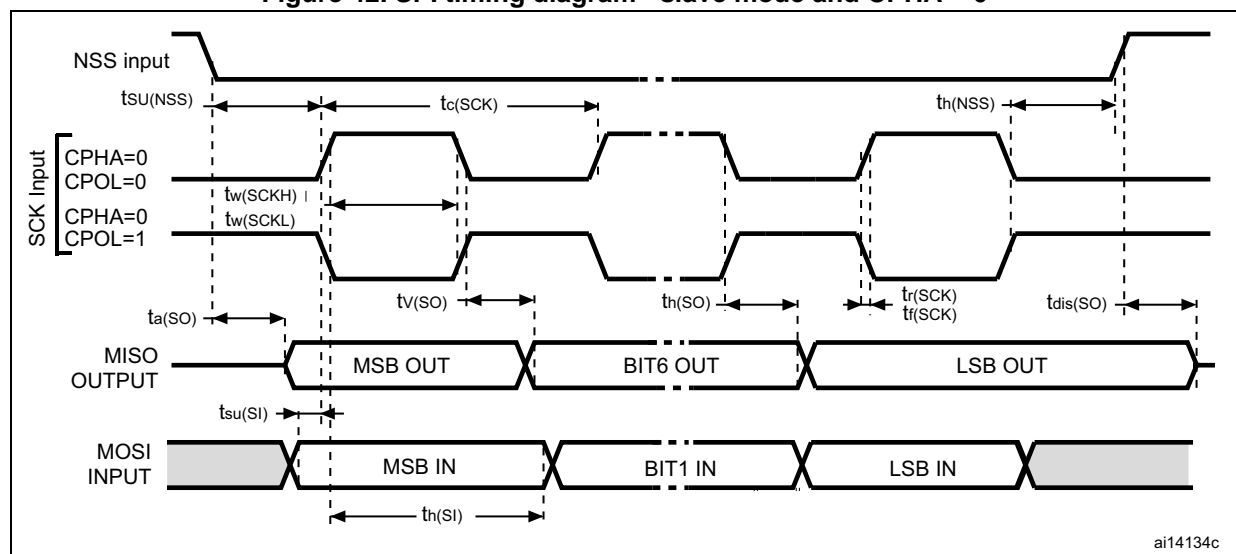 NSS input
tSU(NSS)
tc(SCK)
th(NSS)
SCK Input
CPHA=0
CPOL=0
tw(SCKH)
CPHA=0
tw(SCKL)
CPOL=1
tV(SO)
th(SO)
tr(SCK)
tf(SCK)
ta(SO)
tdis(SO)
MISO
OUTPUT
MSB OUT
BIT6 OUT
LSB OUT
tsu(SI)
MOSI
INPUT
MSB IN
BIT1 IN
LSB IN
th(SI)
ai14134c